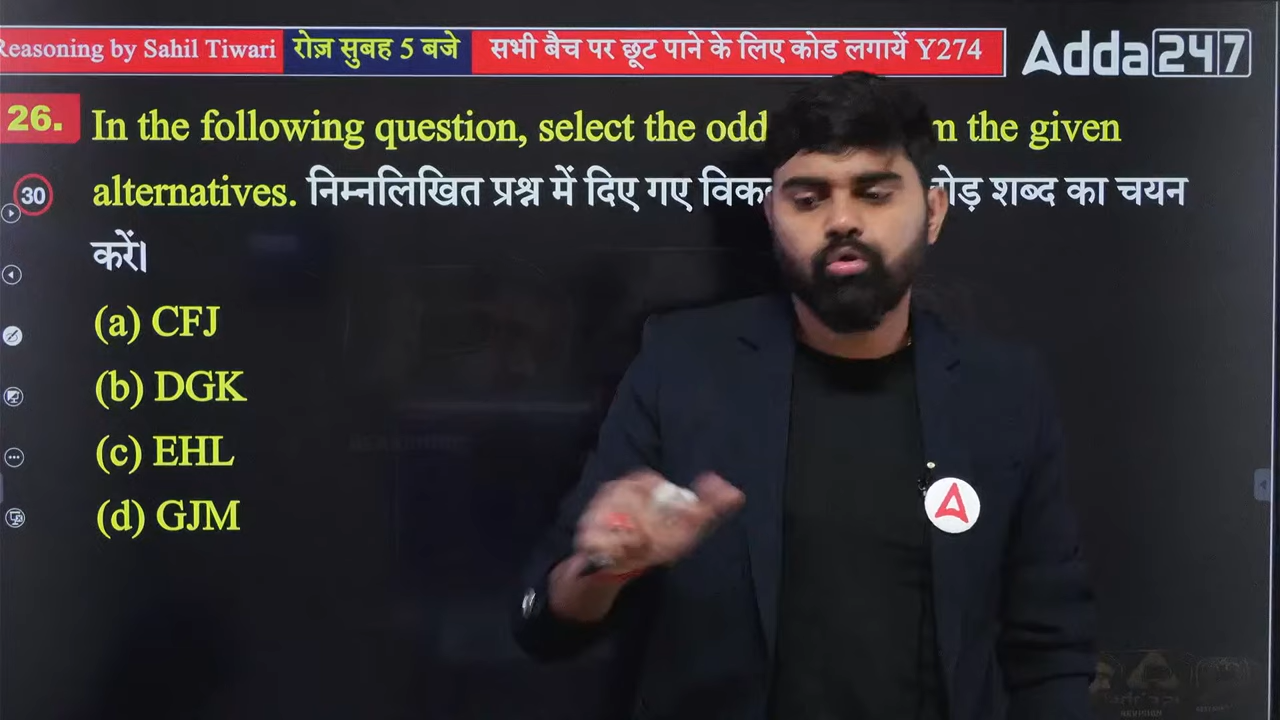 Reasoning by Sahil Tiwari रोज़ सुबह 5 बजे सभी बैच पर छूट पाने के लिए कोड लगायें Y274 Adda247
26. In the following question, select the odd the given
30 alternatives. निम्नलिखित प्रश्न में दिए गए शब्द का चयन
करें।
(a) CFJ
(b) DGK
(c) EHL
(d) GJM